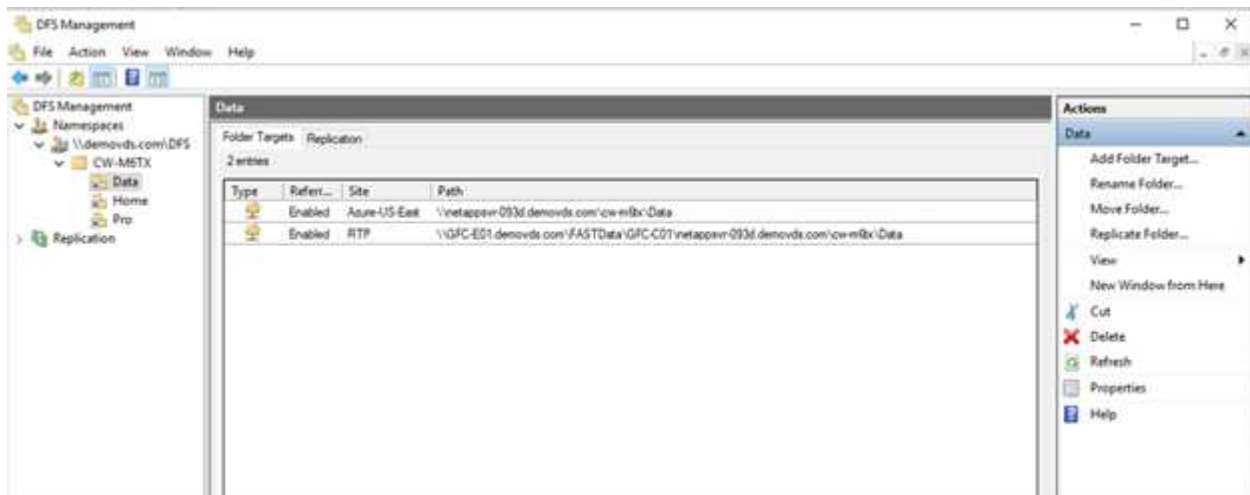 DFS Management
File Action View Window Help
DFS Management
Namespaces
\\demovds.com\DFS
CW-M6TX
Data
Home
Pro
Replication
Data
Folder Targets Replication
2 entries
Type Referr... Site Path
Enabled Azure-US-East \\netappsvr-093d.demovds.com\cw-m6tx\Data
Enabled RTP \\GFC-E01.demovds.com\FASTData\GFC-C01\netappsvr-093d.demovds.com\cw-m6tx\Data
Actions
Data
Add Folder Target...
Rename Folder...
Move Folder...
Replicate Folder...
View
New Window from Here
Cut
Delete
Refresh
Properties
Help